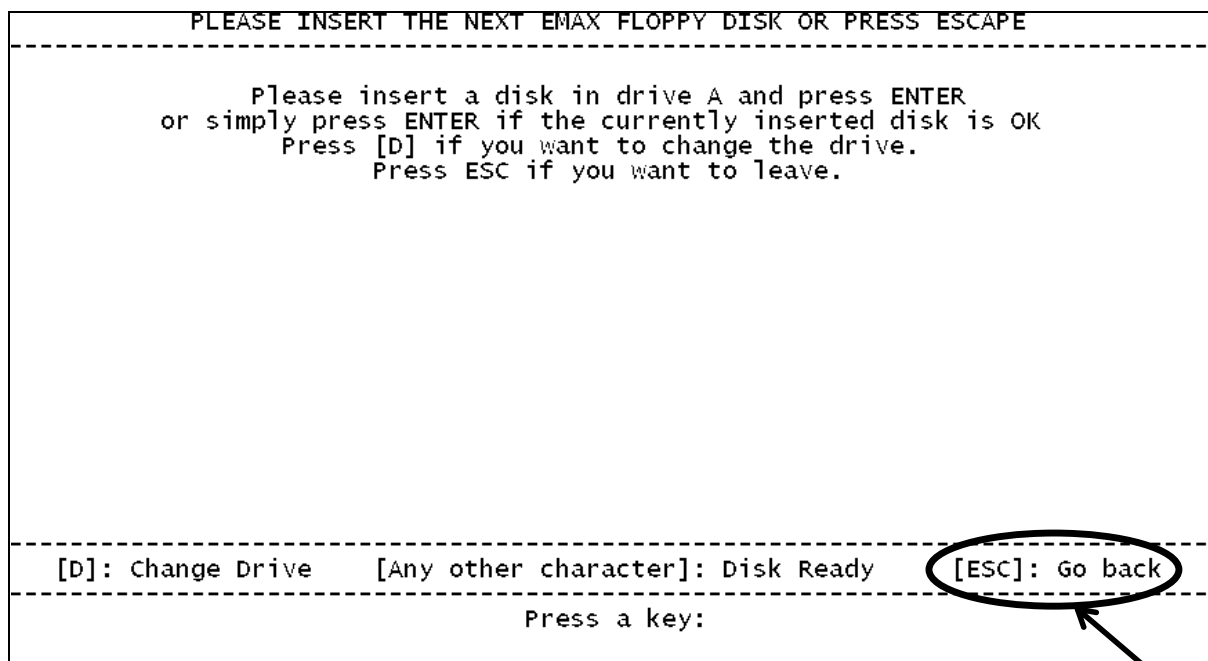 PLEASE INSERT THE NEXT EMAX FLOPPY DISK OR PRESS ESCAPE
Please insert a disk in drive A and press ENTER
or simply press ENTER if the currently inserted disk is OK
Press [D] if you want to change the drive.
Press ESC if you want to leave.
[D]: Change Drive [Any other character]: Disk Ready [ESC]: Go back
Press a key: